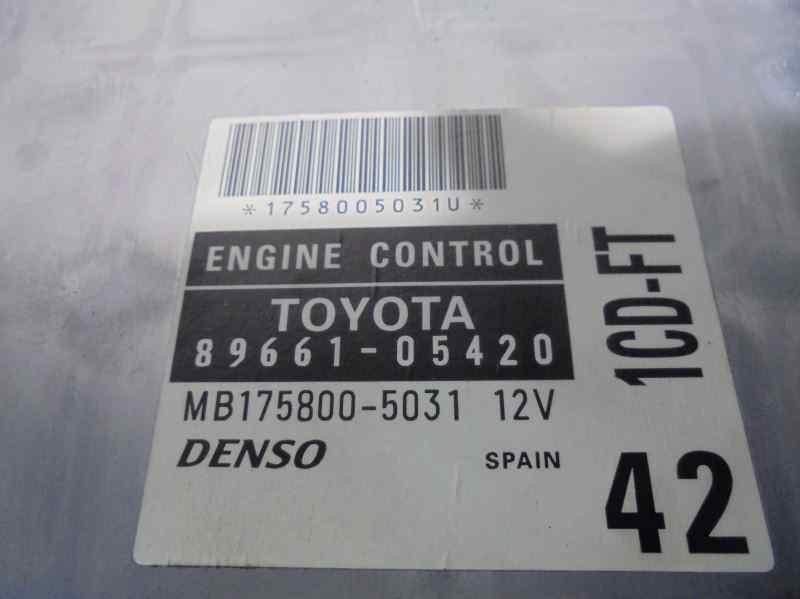 *1758005031U*
ENGINE CONTROL
TOYOTA
89661-05420
MB175800-5031 12V
DENSO SPAIN
1CD-FT
42